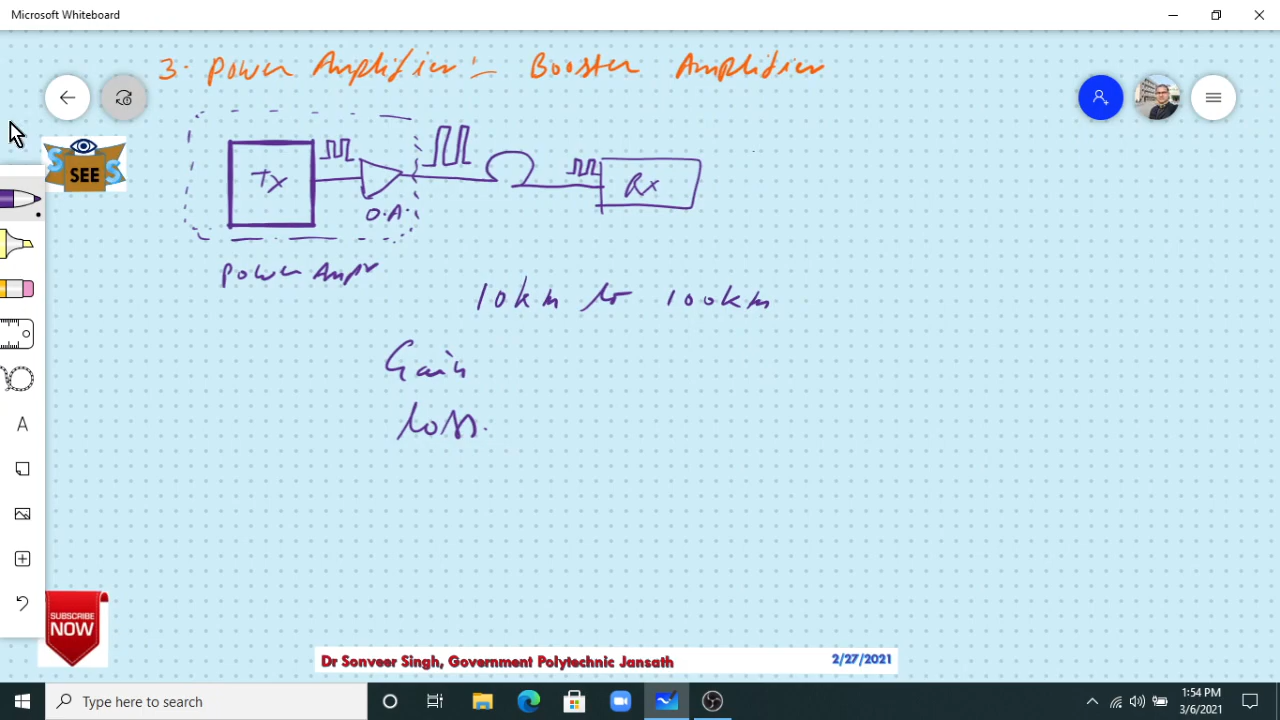 Microsoft Whiteboard
3. Power Amplifier:- Booster Amplifier
SEE
Tx
O.A.
Rx
Power Ampr
10km to 100km
Gain
loss.
A
SUBSCRIBE
NOW
Dr Sonveer Singh, Government Polytechnic Jansath
2/27/2021
Type here to search
1:54 PM
3/6/2021